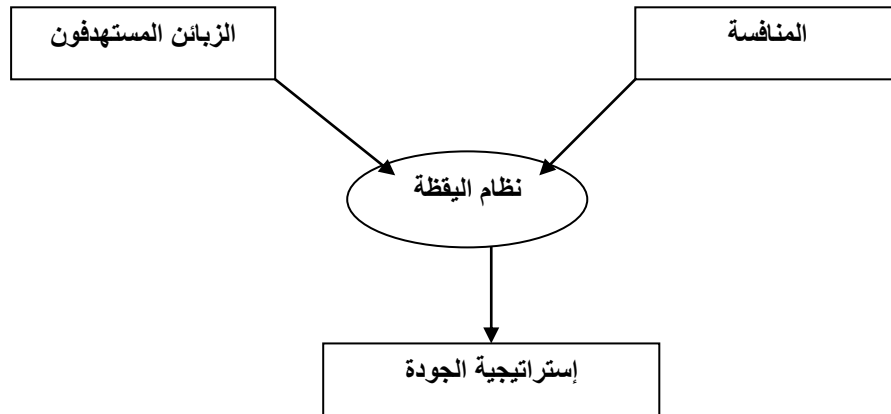 المنافسة
الزبائن المستهدفون
نظام اليقظة
إستراتيجية الجودة